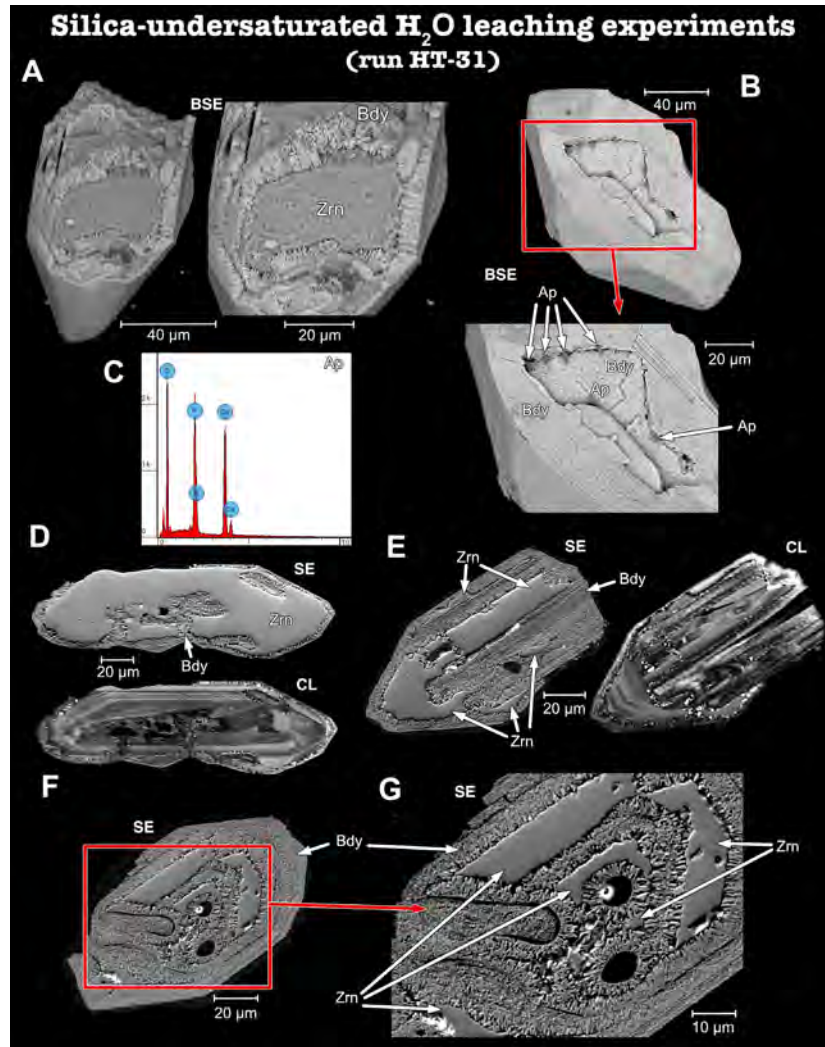 Silica-undersaturated H2O leaching experiments
(run HT-31)
A
BSE
Bdy
Zrn
40 µm
20 µm
B
40 µm
BSE
Ap
Bdy
Ap
Bdy
Ap
20 µm
C
Ap
D
SE
Zrn
20 µm
Bdy
CL
E
Zrn
SE
Bdy
CL
20 µm
Zrn
F
SE
Bdy
20 µm
G
SE
Zrn
Zrn
10 µm